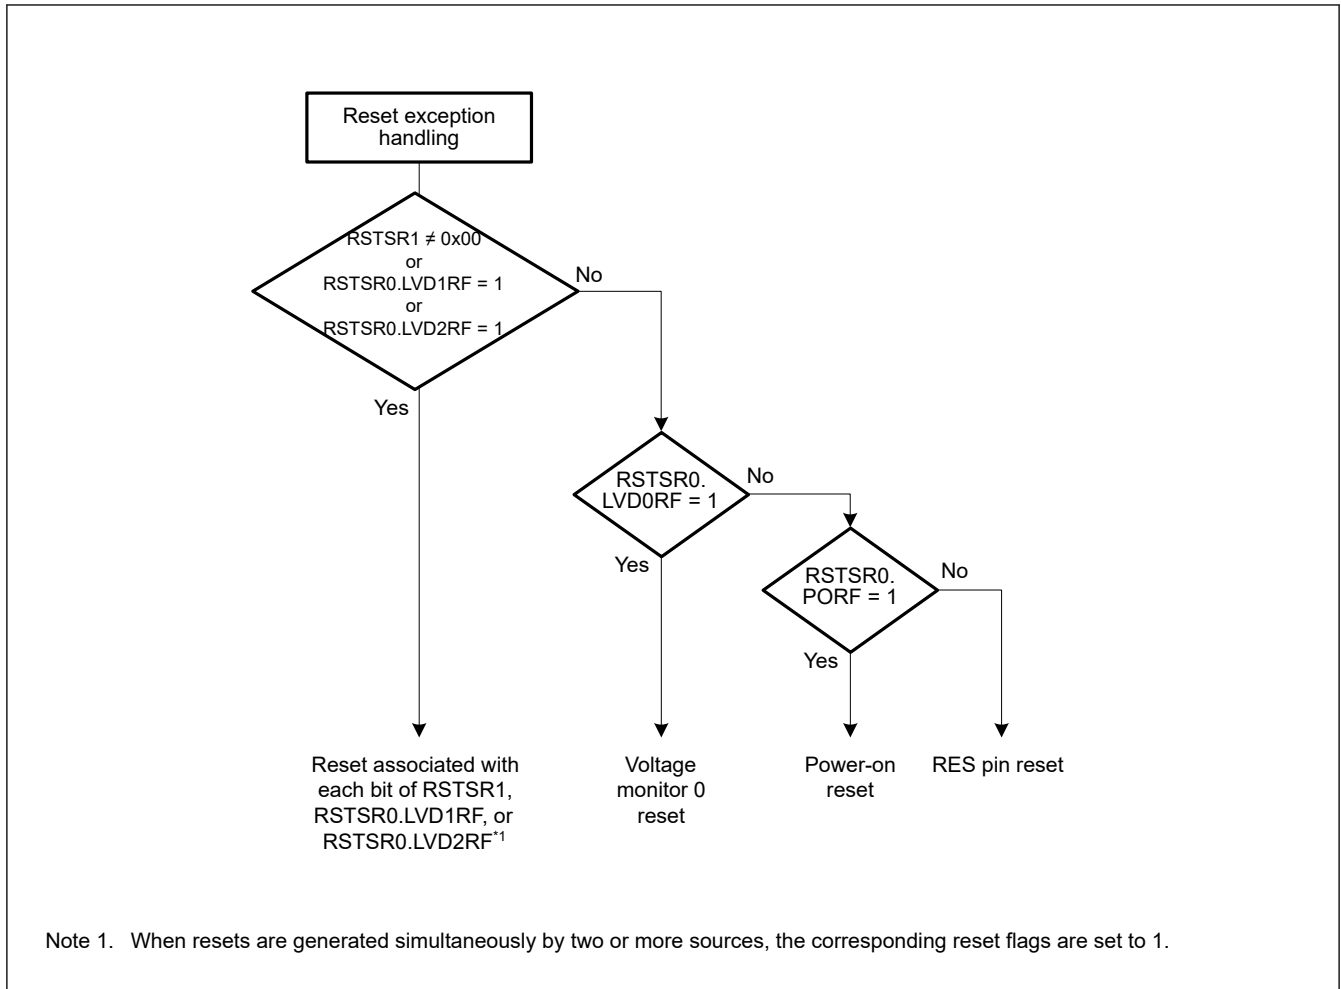 Reset exception
handling
RSTSR1 ≠ 0x00
or
RSTSR0.LVD1RF = 1
or
RSTSR0.LVD2RF = 1
No
Yes
RSTSR0.
LVD0RF = 1
No
Yes
RSTSR0.
PORF = 1
No
Yes
Reset associated with
each bit of RSTSR1,
RSTSR0.LVD1RF, or
RSTSR0.LVD2RF*1
Voltage
monitor 0
reset
Power-on
reset
RES pin reset
Note 1. When resets are generated simultaneously by two or more sources, the corresponding reset flags are set to 1.